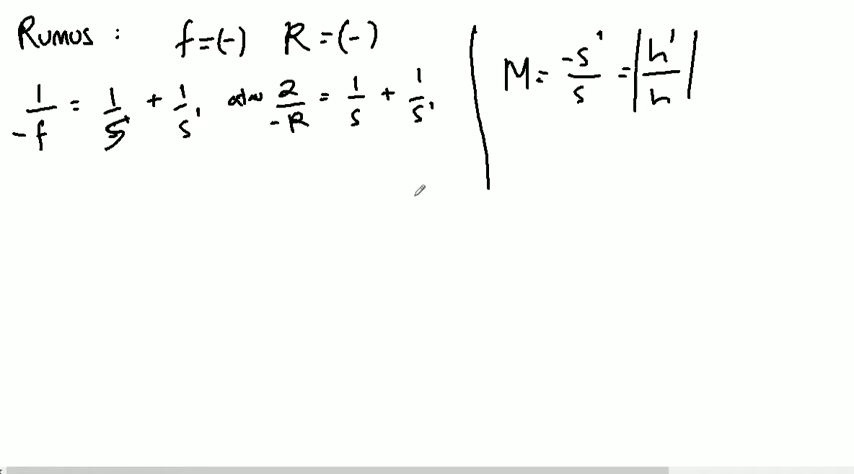 Rumus : f = (-) R = (-)
1/-f = 1/s + 1/s' atau 2/-R = 1/s + 1/s'
M = -s'/s = |h'/h|